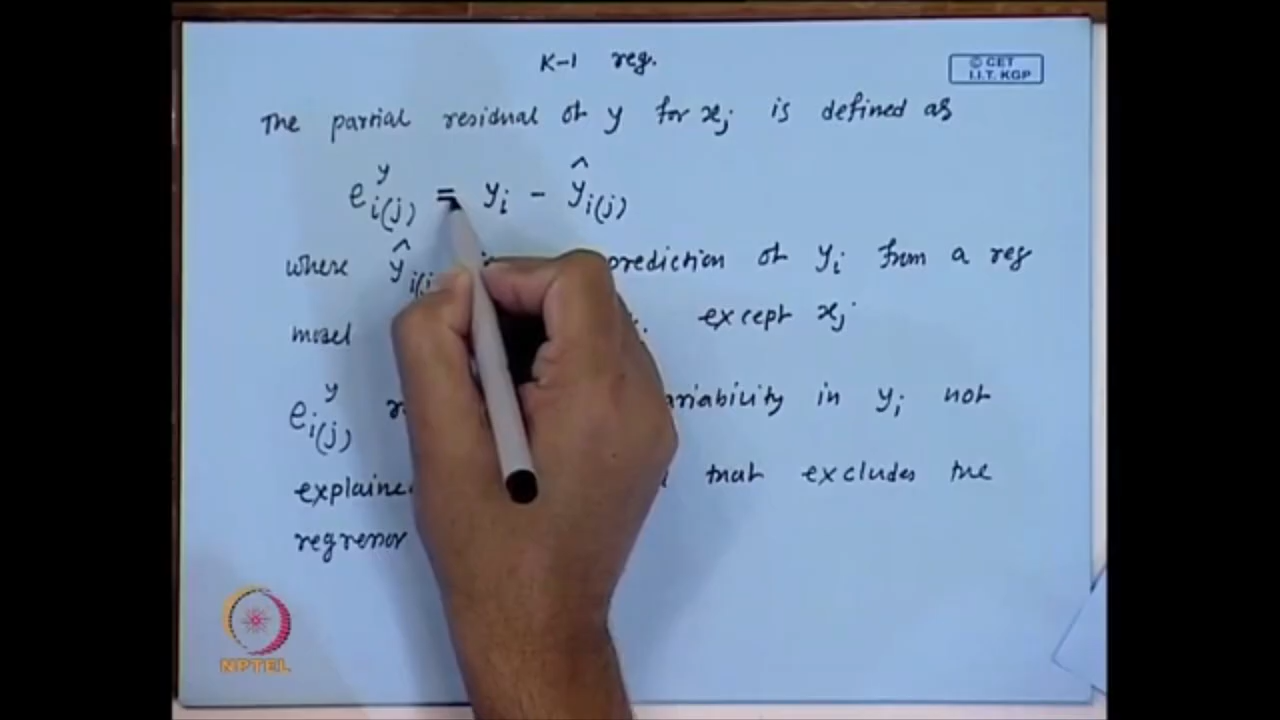 K-1 reg.
© CET
I.I.T. KGP
The partial residual of y for xj is defined as
e^y_i(j) = yi - ŷi(j)
where ŷi(j prediction of yi from a reg
model except xj
e^y_i(j) ariability in yi not
explaine that excludes the
regressor
NPTEL